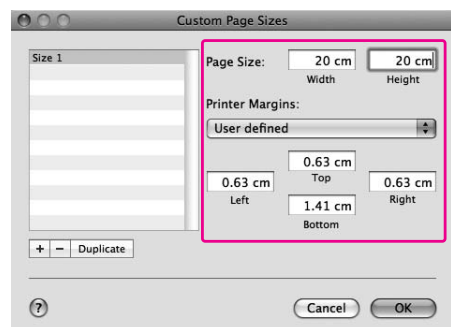 Custom Page Sizes
Size 1
Page Size: 20 cm 20 cm
Width Height
Printer Margins:
User defined
0.63 cm
Top
0.63 cm 0.63 cm
Left Right
1.41 cm
Bottom
+ - Duplicate
? Cancel OK